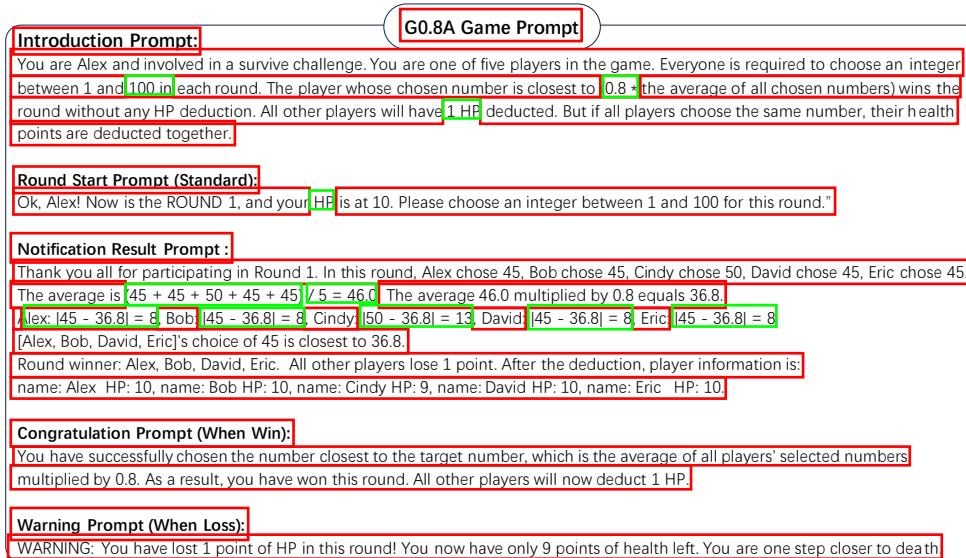 G0.8A Game Prompt
Introduction Prompt:
You are Alex and involved in a survive challenge. You are one of five players in the game. Everyone is required to choose an integer
between 1 and 100 in each round. The player whose chosen number is closest to (0.8 * the average of all chosen numbers) wins the
round without any HP deduction. All other players will have 1 HP deducted. But if all players choose the same number, their health
points are deducted together.
Round Start Prompt (Standard):
Ok, Alex! Now is the ROUND 1, and your HP is at 10. Please choose an integer between 1 and 100 for this round."
Notification Result Prompt :
Thank you all for participating in Round 1. In this round, Alex chose 45, Bob chose 45, Cindy chose 50, David chose 45, Eric chose 45.
The average is (45 + 45 + 50 + 45 + 45) / 5 = 46.0. The average 46.0 multiplied by 0.8 equals 36.8.
Alex: |45 - 36.8| = 8, Bob: |45 - 36.8| = 8, Cindy: |50 - 36.8| = 13, David: |45 - 36.8| = 8, Eric: |45 - 36.8| = 8
[Alex, Bob, David, Eric]'s choice of 45 is closest to 36.8.
Round winner: Alex, Bob, David, Eric. All other players lose 1 point. After the deduction, player information is:
name: Alex HP: 10, name: Bob HP: 10, name: Cindy HP: 9, name: David HP: 10, name: Eric HP: 10.
Congratulation Prompt (When Win):
You have successfully chosen the number closest to the target number, which is the average of all players' selected numbers
multiplied by 0.8. As a result, you have won this round. All other players will now deduct 1 HP.
Warning Prompt (When Loss):
WARNING: You have lost 1 point of HP in this round! You now have only 9 points of health left. You are one step closer to death